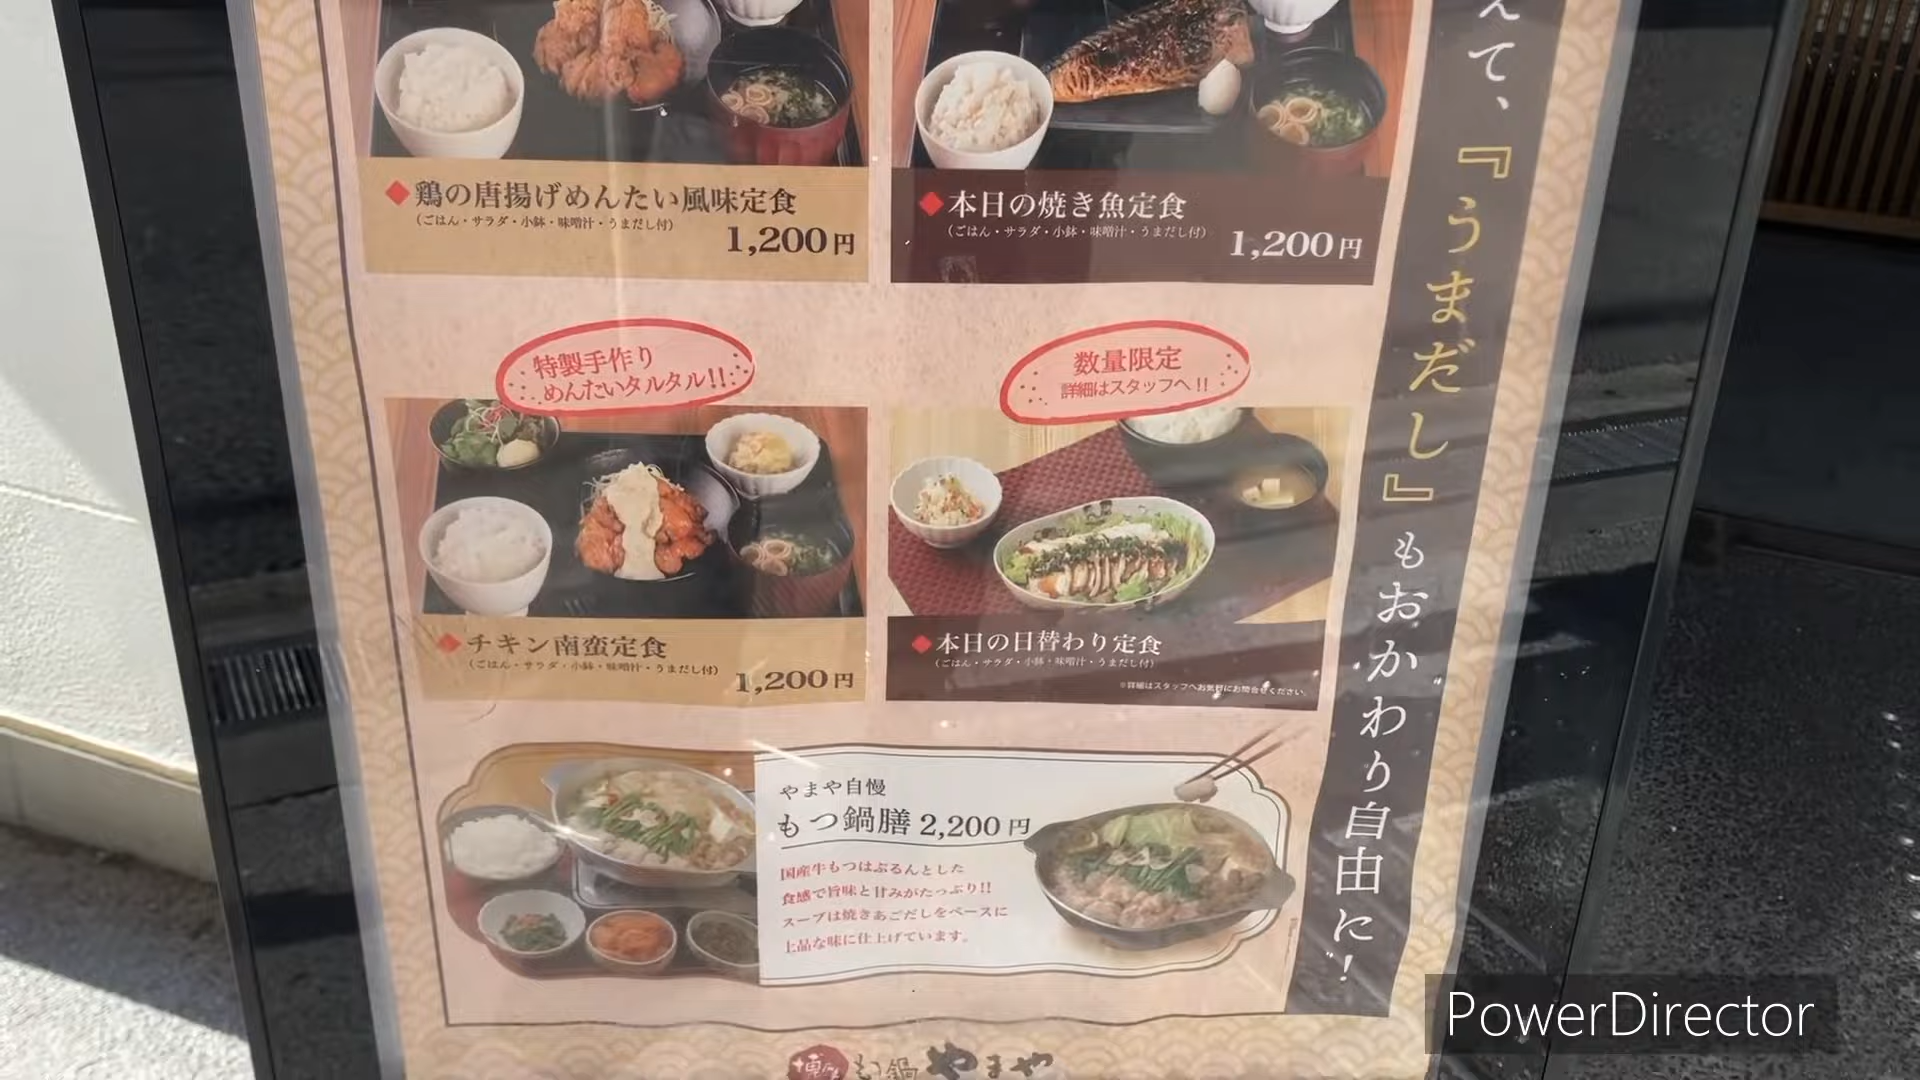 鶏の唐揚げめんたい風味定食
(ごはん・サラダ・小鉢・味噌汁・うまだし付)
1,200円
本日の焼き魚定食
(ごはん・サラダ・小鉢・味噌汁・うまだし付)
1,200円
特製手作り
めんたいタルタル!!
数量限定
詳細はスタッフへ!!
チキン南蛮定食
(ごはん・サラダ・小鉢・味噌汁・うまだし付)
1,200円
本日の日替わり定食
(ごはん・サラダ・小鉢・味噌汁・うまだし付)
※詳細はスタッフへお気軽にお問合せください。
やまや自慢
もつ鍋膳 2,200円
国産牛もつはぷるんとした
食感で旨味と甘みがたっぷり!!
スープは焼きあごだしをベースに
上品な味に仕上げています。
えて、『うまだし』もおかわり自由に!
もつ鍋 やまや
PowerDirector